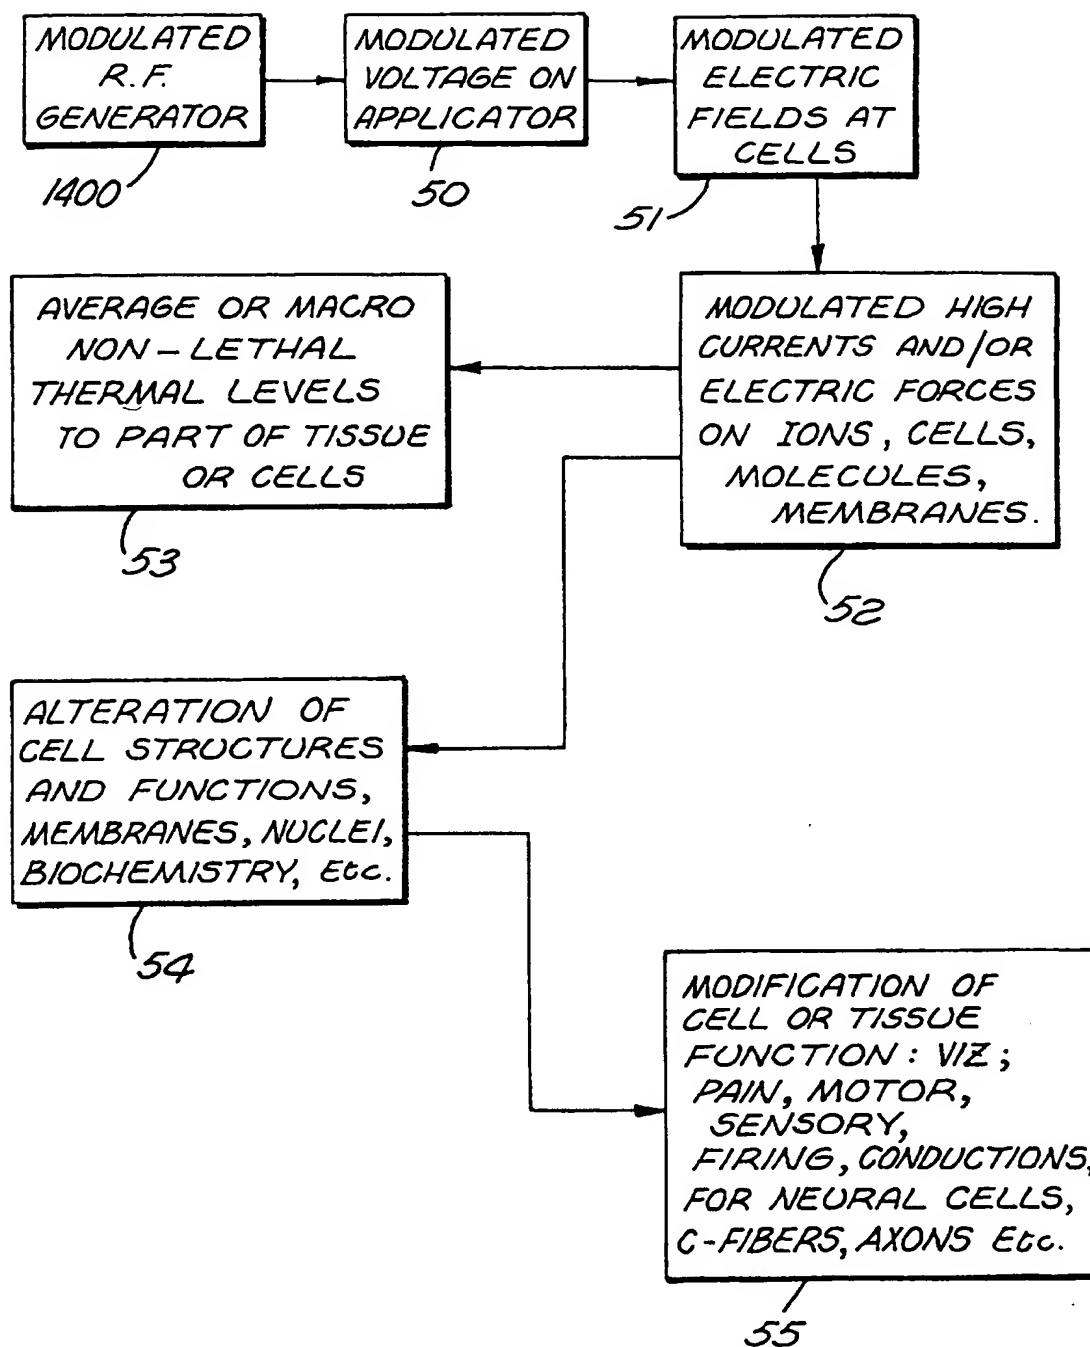 MODULATED
R.F.
GENERATOR
1400
MODULATED
VOLTAGE ON
APPLICATOR
50
MODULATED
ELECTRIC
FIELDS AT
CELLS
51
AVERAGE OR MACRO
NON-LETHAL
THERMAL LEVELS
TO PART OF TISSUE
OR CELLS
53
MODULATED HIGH
CURRENTS AND/OR
ELECTRIC FORCES
ON IONS, CELLS,
MOLECULES,
MEMBRANES.
52
ALTERATION OF
CELL STRUCTURES
AND FUNCTIONS,
MEMBRANES, NUCLEI,
BIOCHEMISTRY, Etc.
54
MODIFICATION OF
CELL OR TISSUE
FUNCTION: VIZ;
PAIN, MOTOR,
SENSORY,
FIRING, CONDUCTIONS,
FOR NEURAL CELLS,
C-FIBERS, AXONS Etc.
55